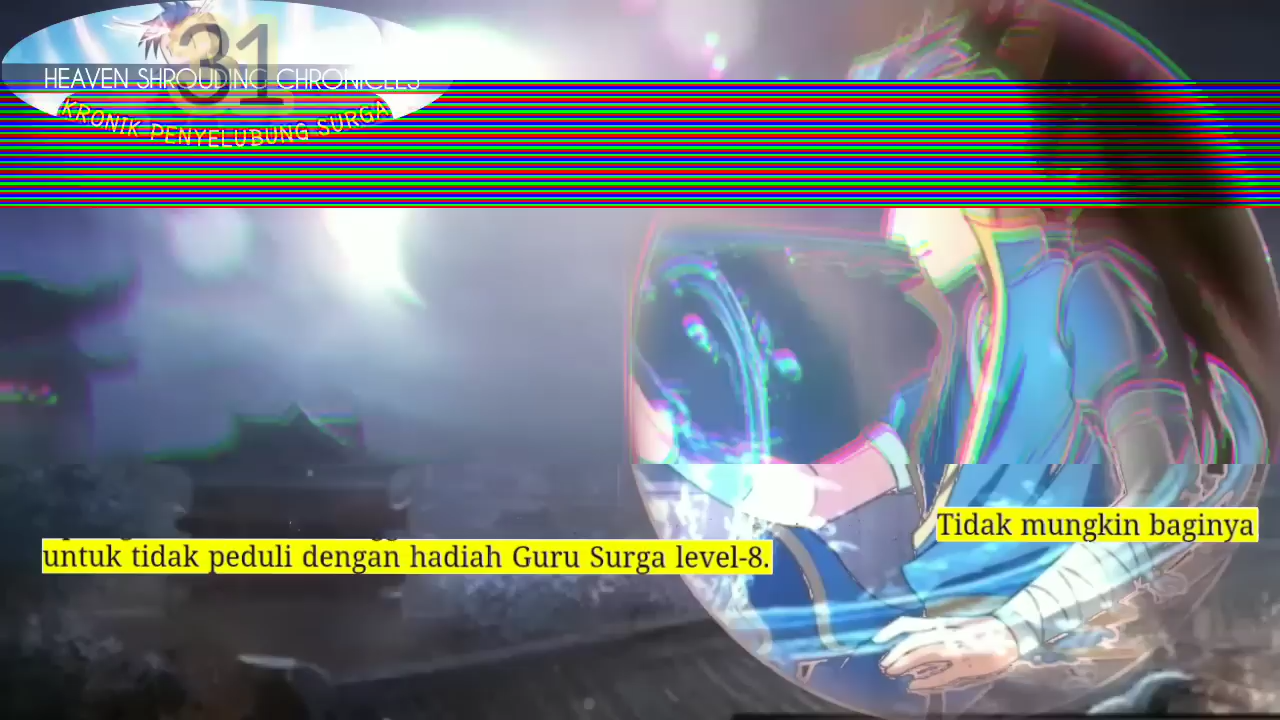 31
HEAVEN SHROUDING CHRONICLES
KRONIK PENYELUBUNG SURGA
Tidak mungkin baginya
untuk tidak peduli dengan hadiah Guru Surga level-8.